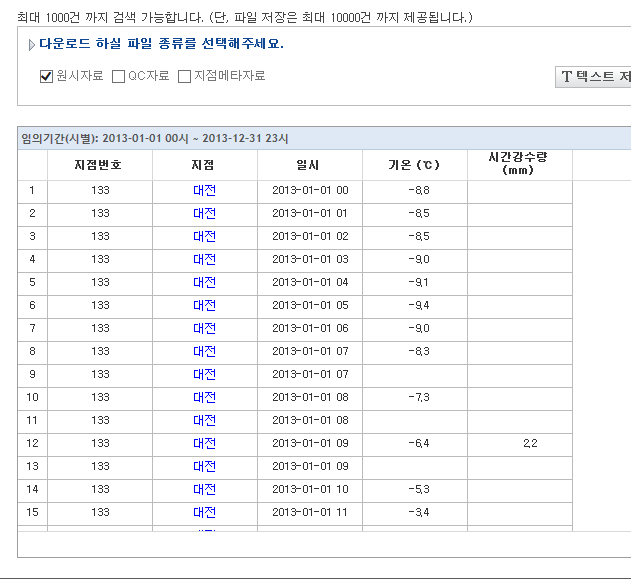 최대 1000건 까지 검색 가능합니다. (단, 파일 저장은 최대 10000건 까지 제공됩니다.)
다운로드 하실 파일 종류를 선택해주세요.
원시자료 QC자료 지점메타자료
T 텍스트 저
임의기간(시별): 2013-01-01 00시 ~ 2013-12-31 23시
지점번호 지점 일시 기온 (℃) 시간강수량 (mm)
1 133 대전 2013-01-01 00 -8.8
2 133 대전 2013-01-01 01 -8.5
3 133 대전 2013-01-01 02 -8.5
4 133 대전 2013-01-01 03 -9.0
5 133 대전 2013-01-01 04 -9.1
6 133 대전 2013-01-01 05 -9.4
7 133 대전 2013-01-01 06 -9.0
8 133 대전 2013-01-01 07 -8.3
9 133 대전 2013-01-01 07
10 133 대전 2013-01-01 08 -7.3
11 133 대전 2013-01-01 08
12 133 대전 2013-01-01 09 -6.4 2.2
13 133 대전 2013-01-01 09
14 133 대전 2013-01-01 10 -5.3
15 133 대전 2013-01-01 11 -3.4